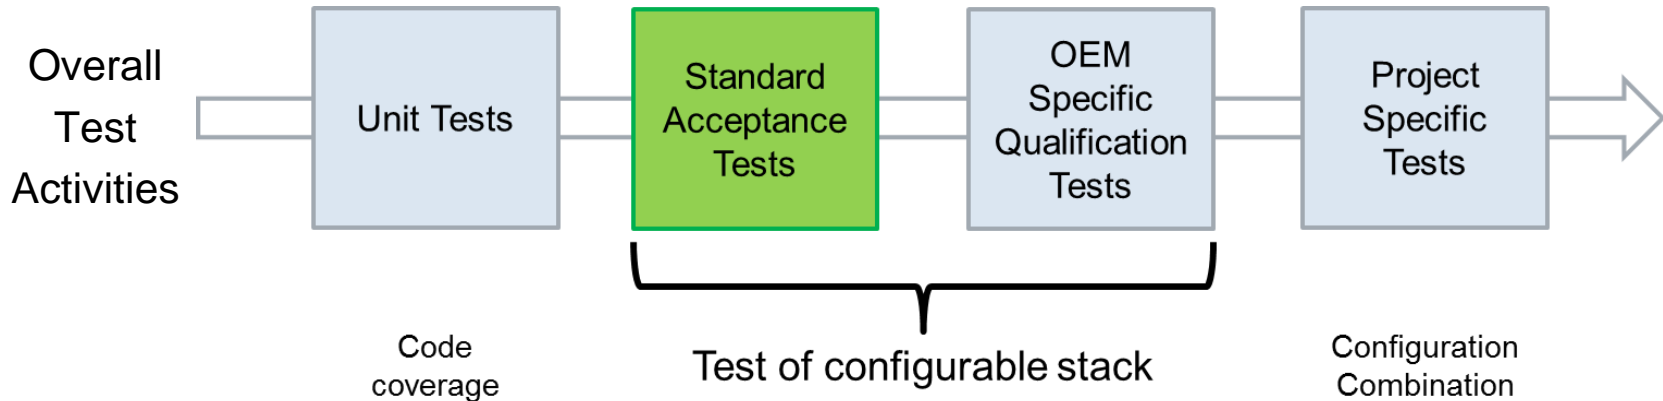 Overall
Test
Activities
Unit Tests
Standard
Acceptance
Tests
OEM
Specific
Qualification
Tests
Project
Specific
Tests
Code
coverage
Test of configurable stack
Configuration
Combination